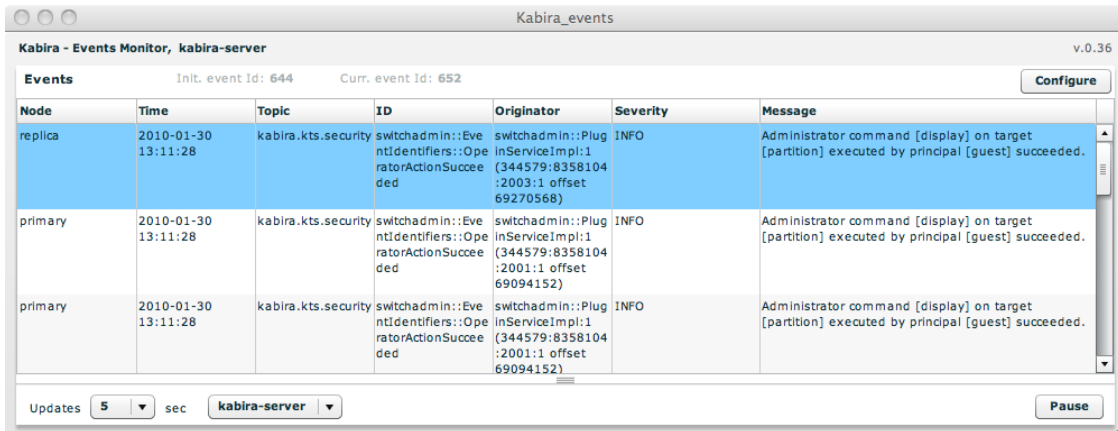 Kabira_events
Kabira - Events Monitor, kabira-server v.0.36
Events Init. event Id: 644 Curr. event Id: 652 Configure
Node Time Topic ID Originator Severity Message
replica 2010-01-30 kabira.kts.security switchadmin::Eve switchadmin::Plug INFO Administrator command [display] on target
13:11:28 ntIdentifiers::Ope inServiceImpl:1 [partition] executed by principal [guest] succeeded.
ratorActionSuccee (344579:8358104
ded :2003:1 offset
69270568)
primary 2010-01-30 kabira.kts.security switchadmin::Eve switchadmin::Plug INFO Administrator command [display] on target
13:11:28 ntIdentifiers::Ope inServiceImpl:1 [partition] executed by principal [guest] succeeded.
ratorActionSuccee (344579:8358104
ded :2001:1 offset
69094152)
primary 2010-01-30 kabira.kts.security switchadmin::Eve switchadmin::Plug INFO Administrator command [display] on target
13:11:28 ntIdentifiers::Ope inServiceImpl:1 [partition] executed by principal [guest] succeeded.
ratorActionSuccee (344579:8358104
ded :2001:1 offset
69094152)
Updates 5 sec kabira-server Pause